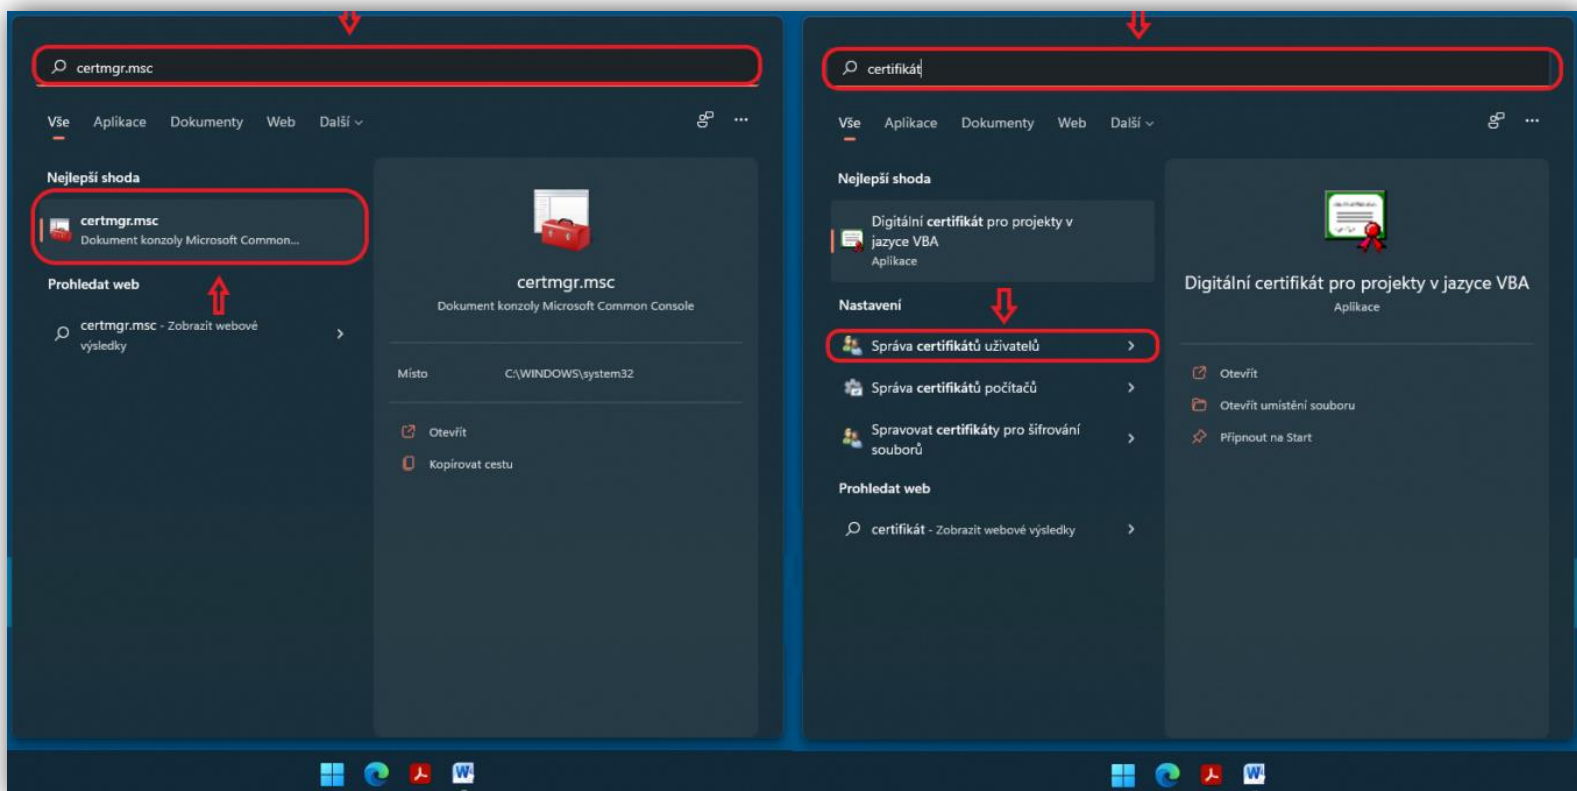 certmgr.msc
Vše Aplikace Dokumenty Web Další
Nejlepší shoda
certmgr.msc
Dokument konzoly Microsoft Common...
Prohledat web
certmgr.msc - Zobrazit webové
výsledky
certmgr.msc
Dokument konzoly Microsoft Common Console
Místo C:\WINDOWS\system32
Otevřít
Kopírovat cestu
certifikát
Vše Aplikace Dokumenty Web Další
Nejlepší shoda
Digitální certifikát pro projekty v
jazyce VBA
Aplikace
Nastavení
Správa certifikátů uživatelů
Správa certifikátů počítačů
Spravovat certifikáty pro šifrování
souborů
Prohledat web
certifikát - Zobrazit webové výsledky
Digitální certifikát pro projekty v jazyce VBA
Aplikace
Otevřít
Otevřít umístění souboru
Připnout na Start